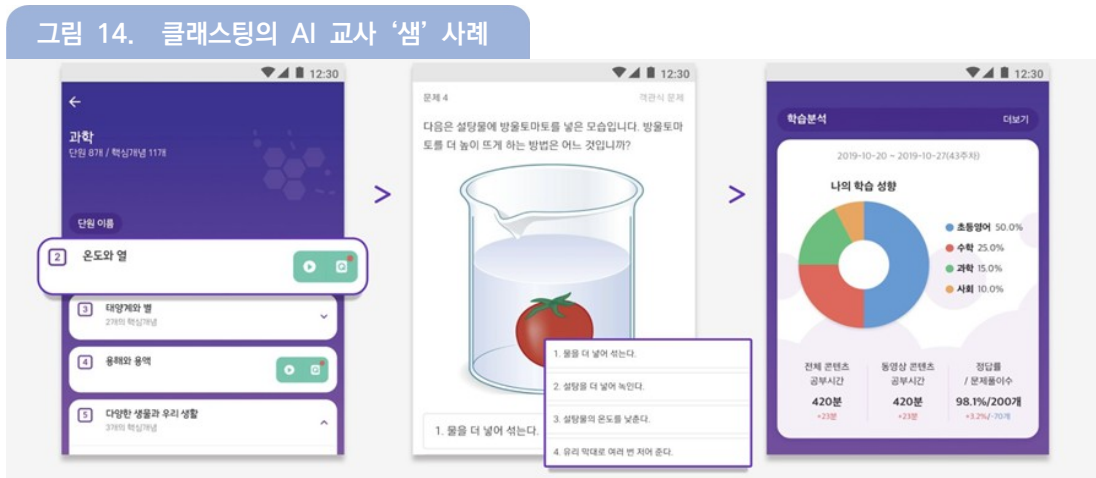 그림 14. 클래스팅의 AI 교사 '샘' 사례
12:30
과학
단원 8개 / 핵심개념 11개
단원 이름
2 온도와 열
3 태양계와 별
2개의 핵심개념
4 용해와 용액
5 다양한 생물과 우리 생활
3개의 핵심개념
>
12:30
문제 4
객관식 문제
다음은 설탕물에 방울토마토를 넣은 모습입니다. 방울토마
토를 더 높이 뜨게 하는 방법은 어느 것입니까?
1. 물을 더 넣어 섞는다.
1. 물을 더 넣어 섞는다.
2. 설탕을 더 넣어 녹인다.
3. 설탕물의 온도를 낮춘다.
4. 유리 막대로 여러 번 저어 준다.
>
12:30
학습분석
더보기
2019-10-20 ~ 2019-10-27(43주차)
나의 학습 성향
초등영어 50.0%
수학 25.0%
과학 15.0%
사회 10.0%
전체 콘텐츠
공부시간
420분
+23분
동영상 콘텐츠
공부시간
420분
+23분
정답률
/ 문제풀이수
98.1%/200개
+3.2%/-70개